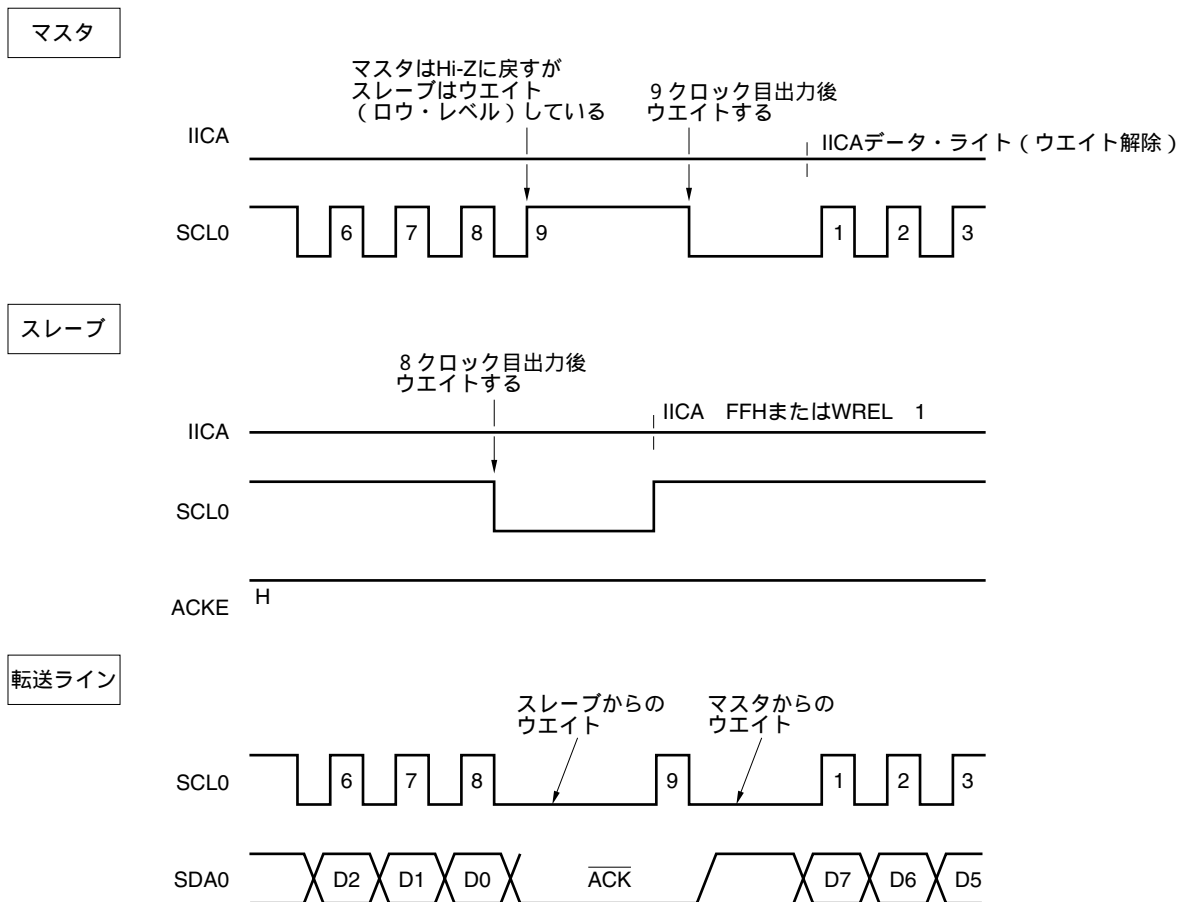 マスタ
マスタはHi-Zに戻すが
スレーブはウエイト
（ロウ・レベル）している
9クロック目出力後
ウエイトする
IICA
IICAデータ・ライト（ウエイト解除）
SCL0
6 7 8 9 1 2 3
スレーブ
8クロック目出力後
ウエイトする
IICA FFHまたはWREL 1
IICA
SCL0
H
ACKE
転送ライン
スレーブからの
ウエイト
マスタからの
ウエイト
SCL0
6 7 8 9 1 2 3
SDA0
D2 D1 D0 ACK D7 D6 D5